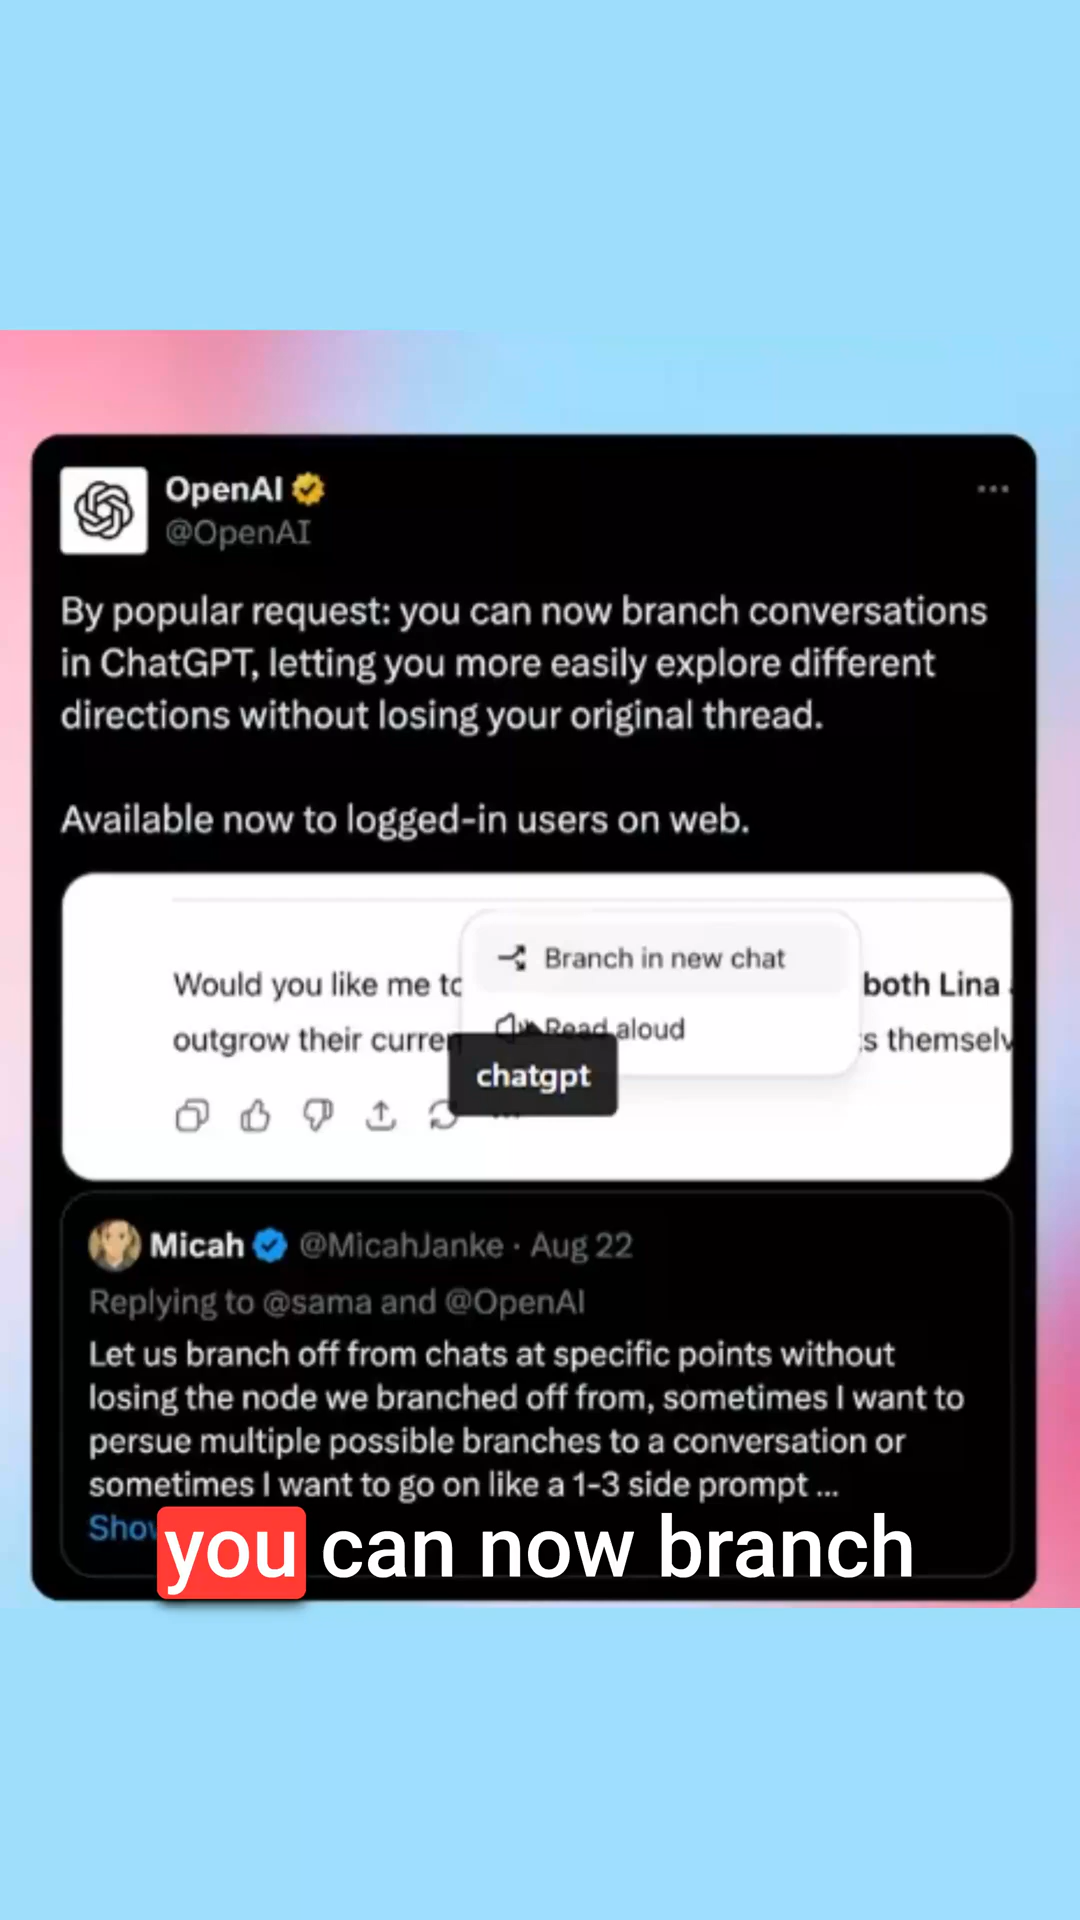 OpenAI
@OpenAI
By popular request: you can now branch conversations
in ChatGPT, letting you more easily explore different
directions without losing your original thread.
Available now to logged-in users on web.
Branch in new chat
Would you like me to
both Lina
Read aloud
outgrow their curre
s themselv
chatgpt
Micah @MicahJanke · Aug 22
Replying to @sama and @OpenAI
Let us branch off from chats at specific points without
losing the node we branched off from, sometimes I want to
persue multiple possible branches to a conversation or
sometimes I want to go on like a 1-3 side prompt ...
Sho
you can now branch